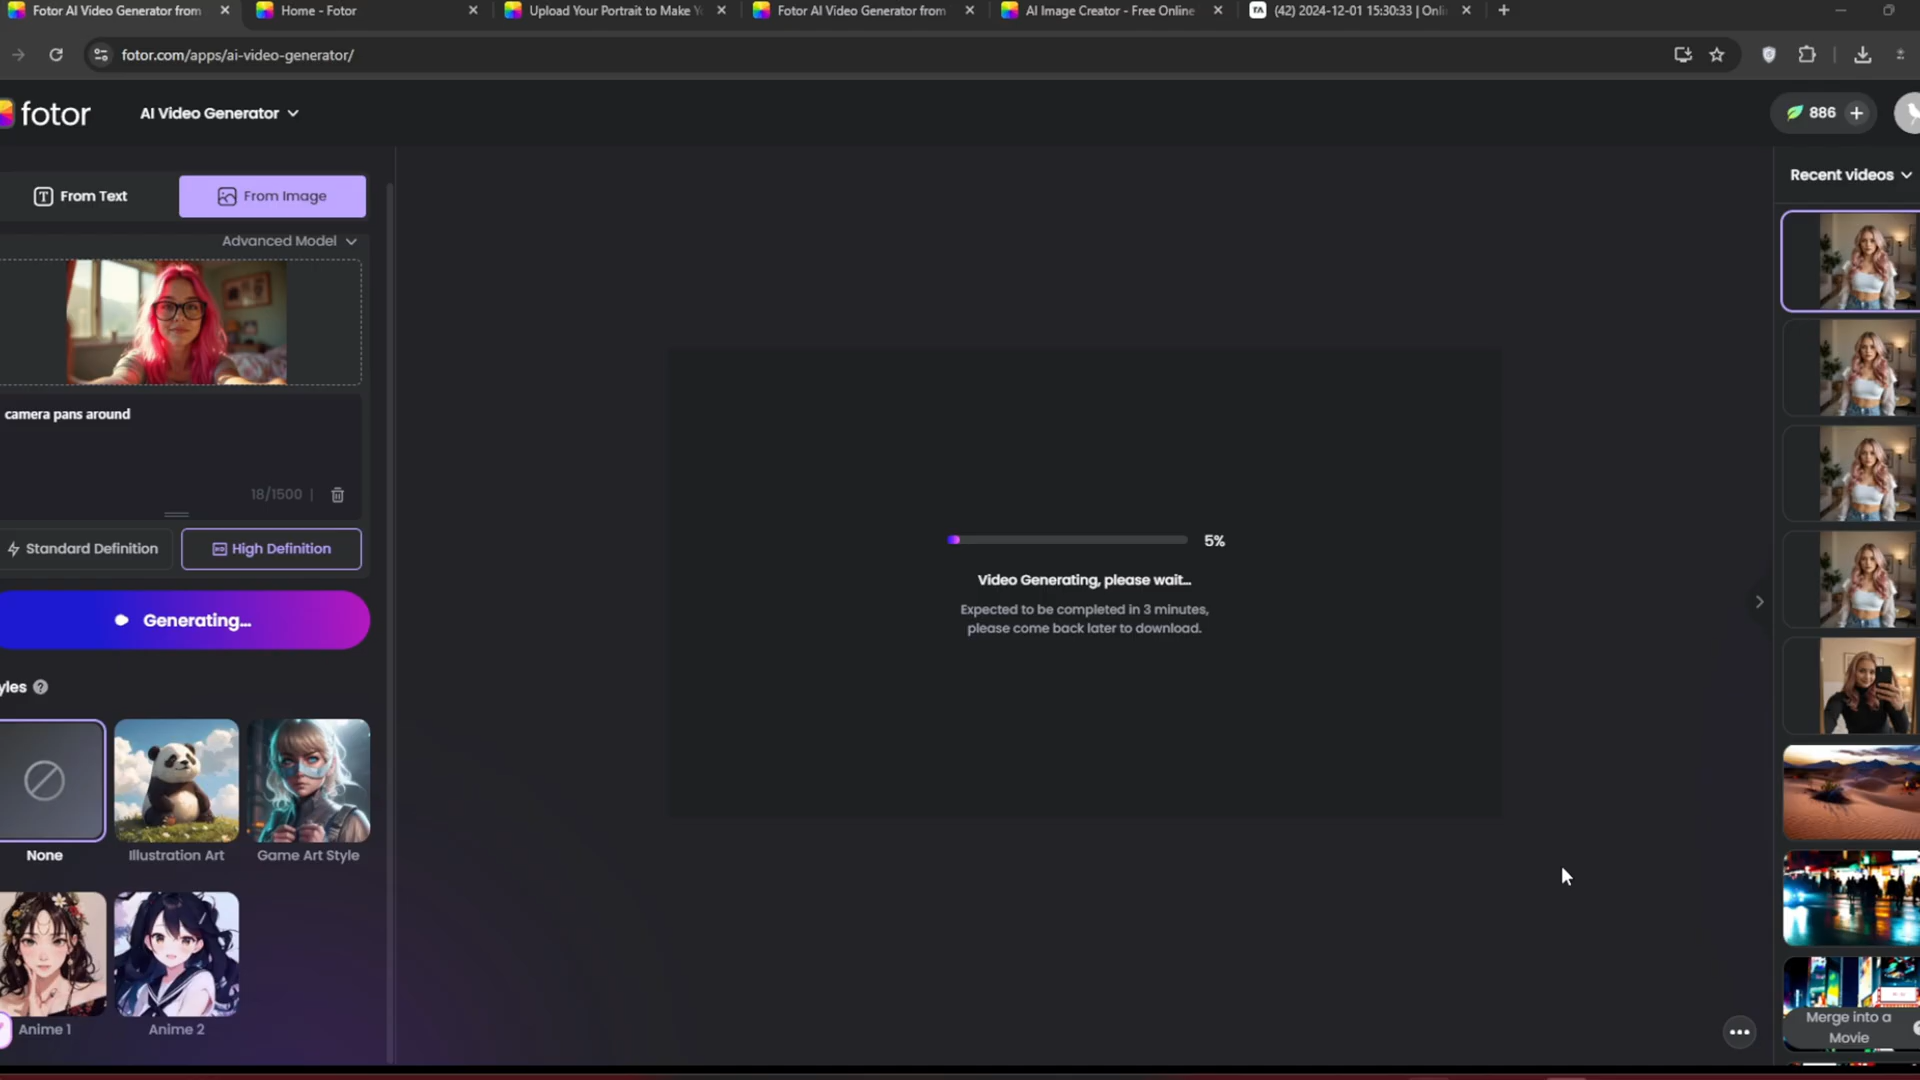 Fotor AI Video Generator from
Home - Fotor
Upload Your Portrait to Make Y
Fotor AI Video Generator from
AI Image Creator - Free Online
TA (42) 2024-12-01 15:30:33 | Onli
fotor.com/apps/ai-video-generator/
fotor
AI Video Generator
886 +
From Text
From Image
Advanced Model
camera pans around
18/1500 |
Standard Definition
High Definition
Generating...
yles
None
Illustration Art
Game Art Style
Anime 1
Anime 2
5%
Video Generating, please wait...
Expected to be completed in 3 minutes,
please come back later to download.
Recent videos
Merge into a
Movie